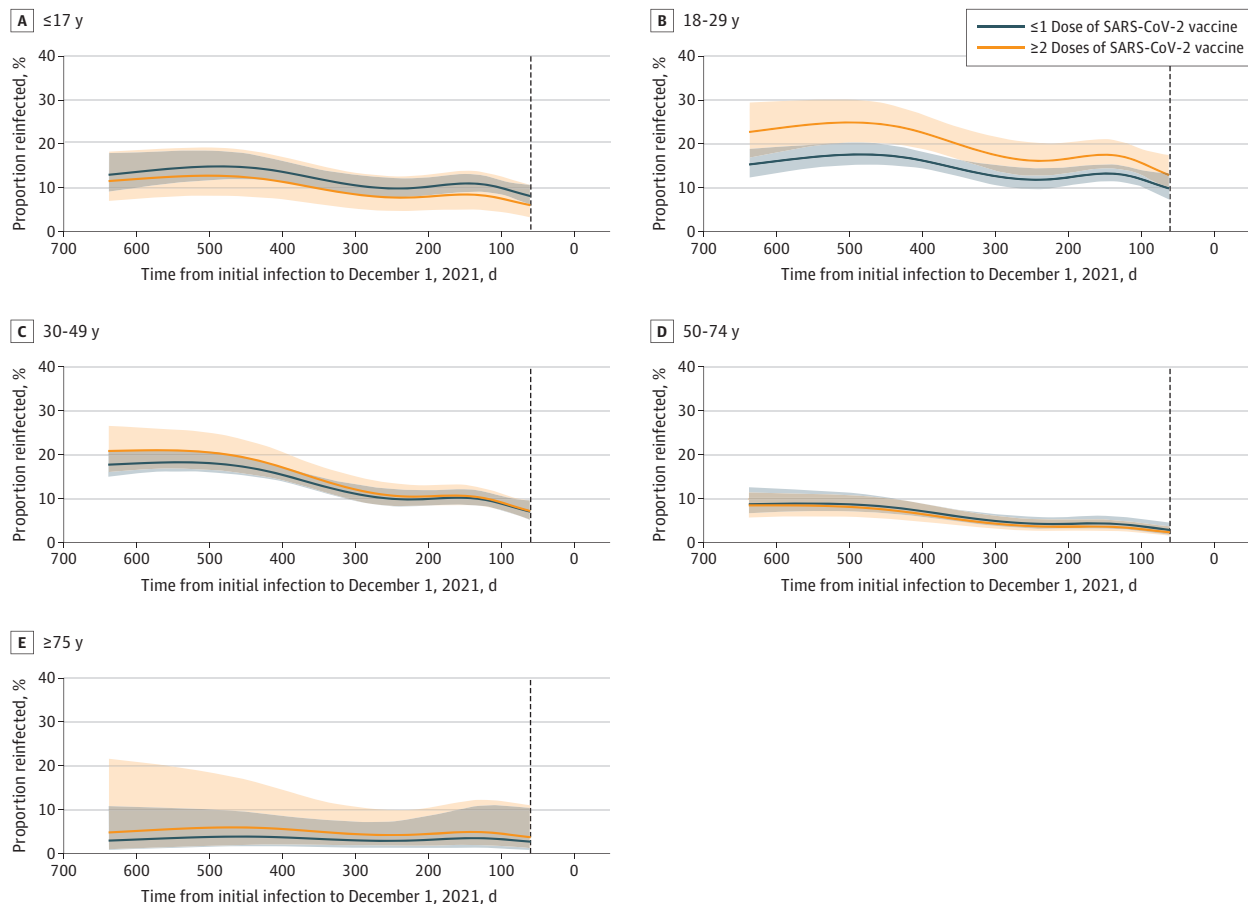 A ≤17 y
40
30
20
10
0
Proportion reinfected, %
700 600 500 400 300 200 100 0
Time from initial infection to December 1, 2021, d
B 18-29 y
≤1 Dose of SARS-CoV-2 vaccine
≥2 Doses of SARS-CoV-2 vaccine
40
30
20
10
0
Proportion reinfected, %
700 600 500 400 300 200 100 0
Time from initial infection to December 1, 2021, d
C 30-49 y
40
30
20
10
0
Proportion reinfected, %
700 600 500 400 300 200 100 0
Time from initial infection to December 1, 2021, d
D 50-74 y
40
30
20
10
0
Proportion reinfected, %
700 600 500 400 300 200 100 0
Time from initial infection to December 1, 2021, d
E ≥75 y
40
30
20
10
0
Proportion reinfected, %
700 600 500 400 300 200 100 0
Time from initial infection to December 1, 2021, d